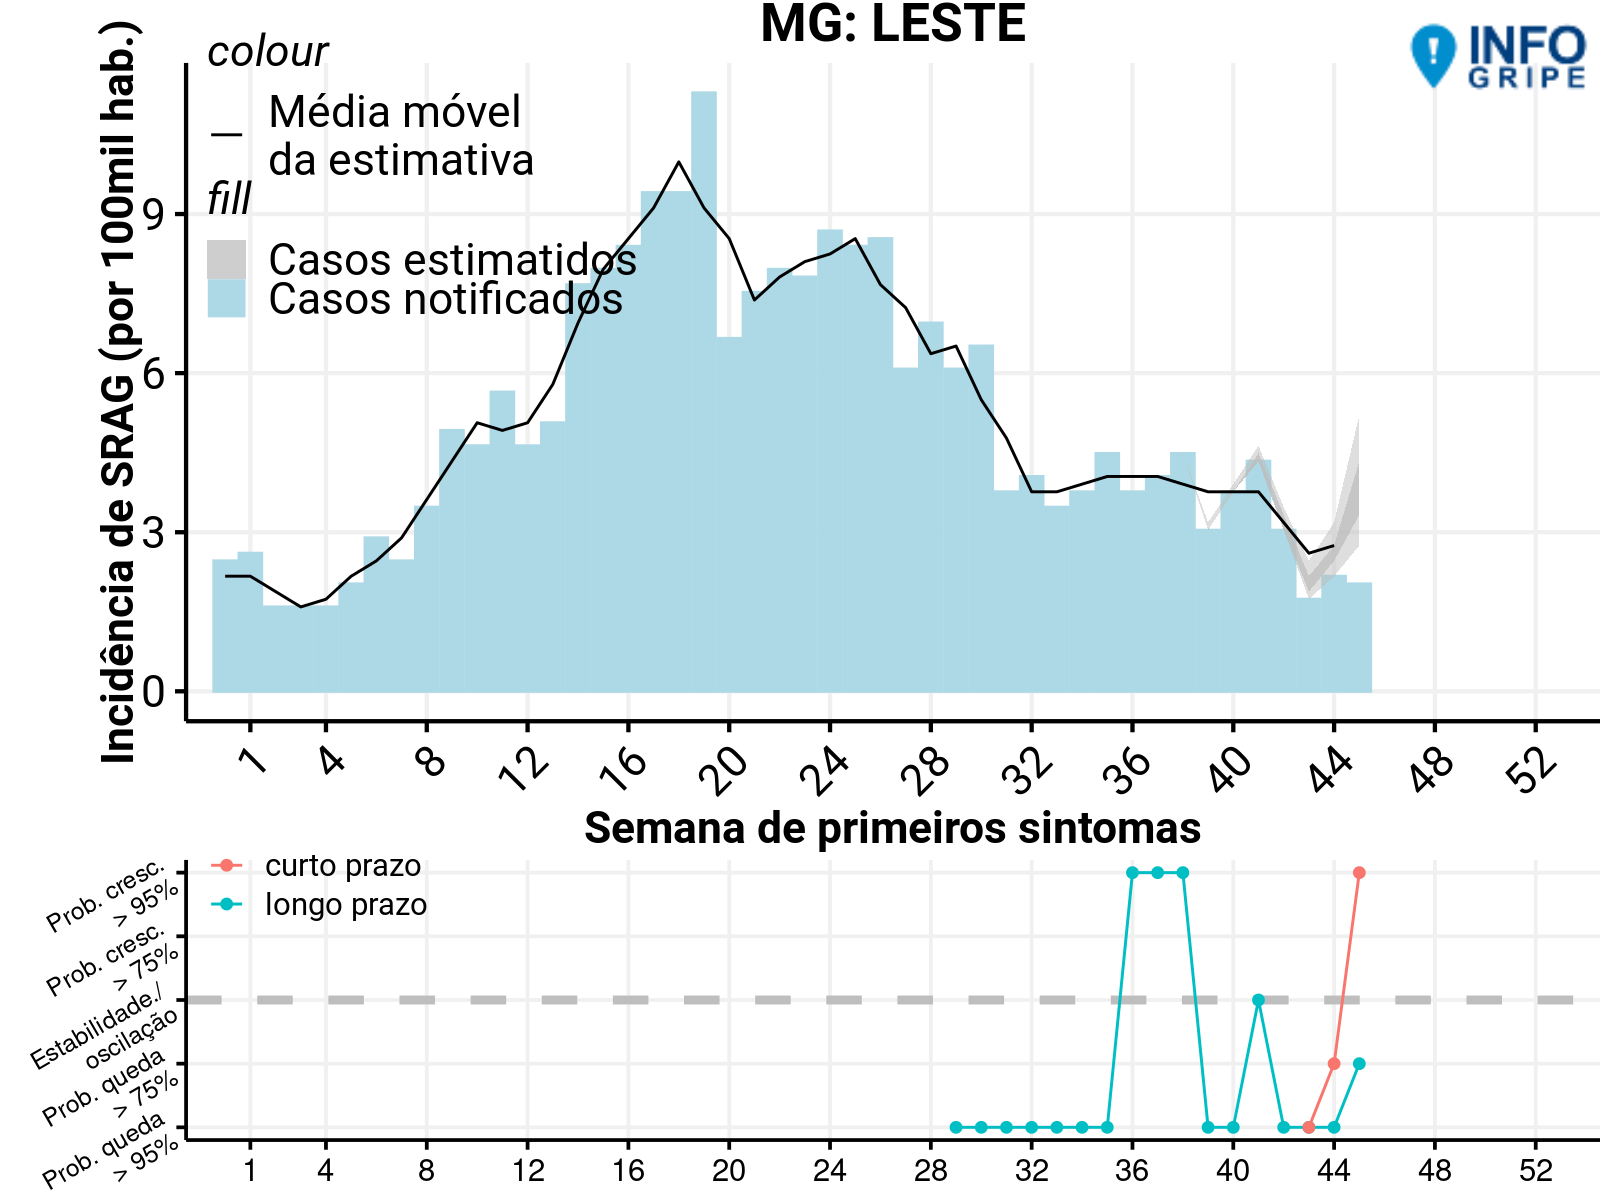 MG: LESTE
INFO
GRIPE
Incidência de SRAG (por 100mil hab.)
colour
Média móvel
da estimativa
fill
Casos estimatidos
Casos notificados
9
6
3
0
1 4 8 12 16 20 24 28 32 36 40 44 48 52
Semana de primeiros sintomas
curto prazo
longo prazo
Prob. cresc.
> 95%
Prob. cresc.
> 75%
Estabilidade./
oscilação
Prob. queda
> 75%
Prob. queda
> 95%
1 4 8 12 16 20 24 28 32 36 40 44 48 52